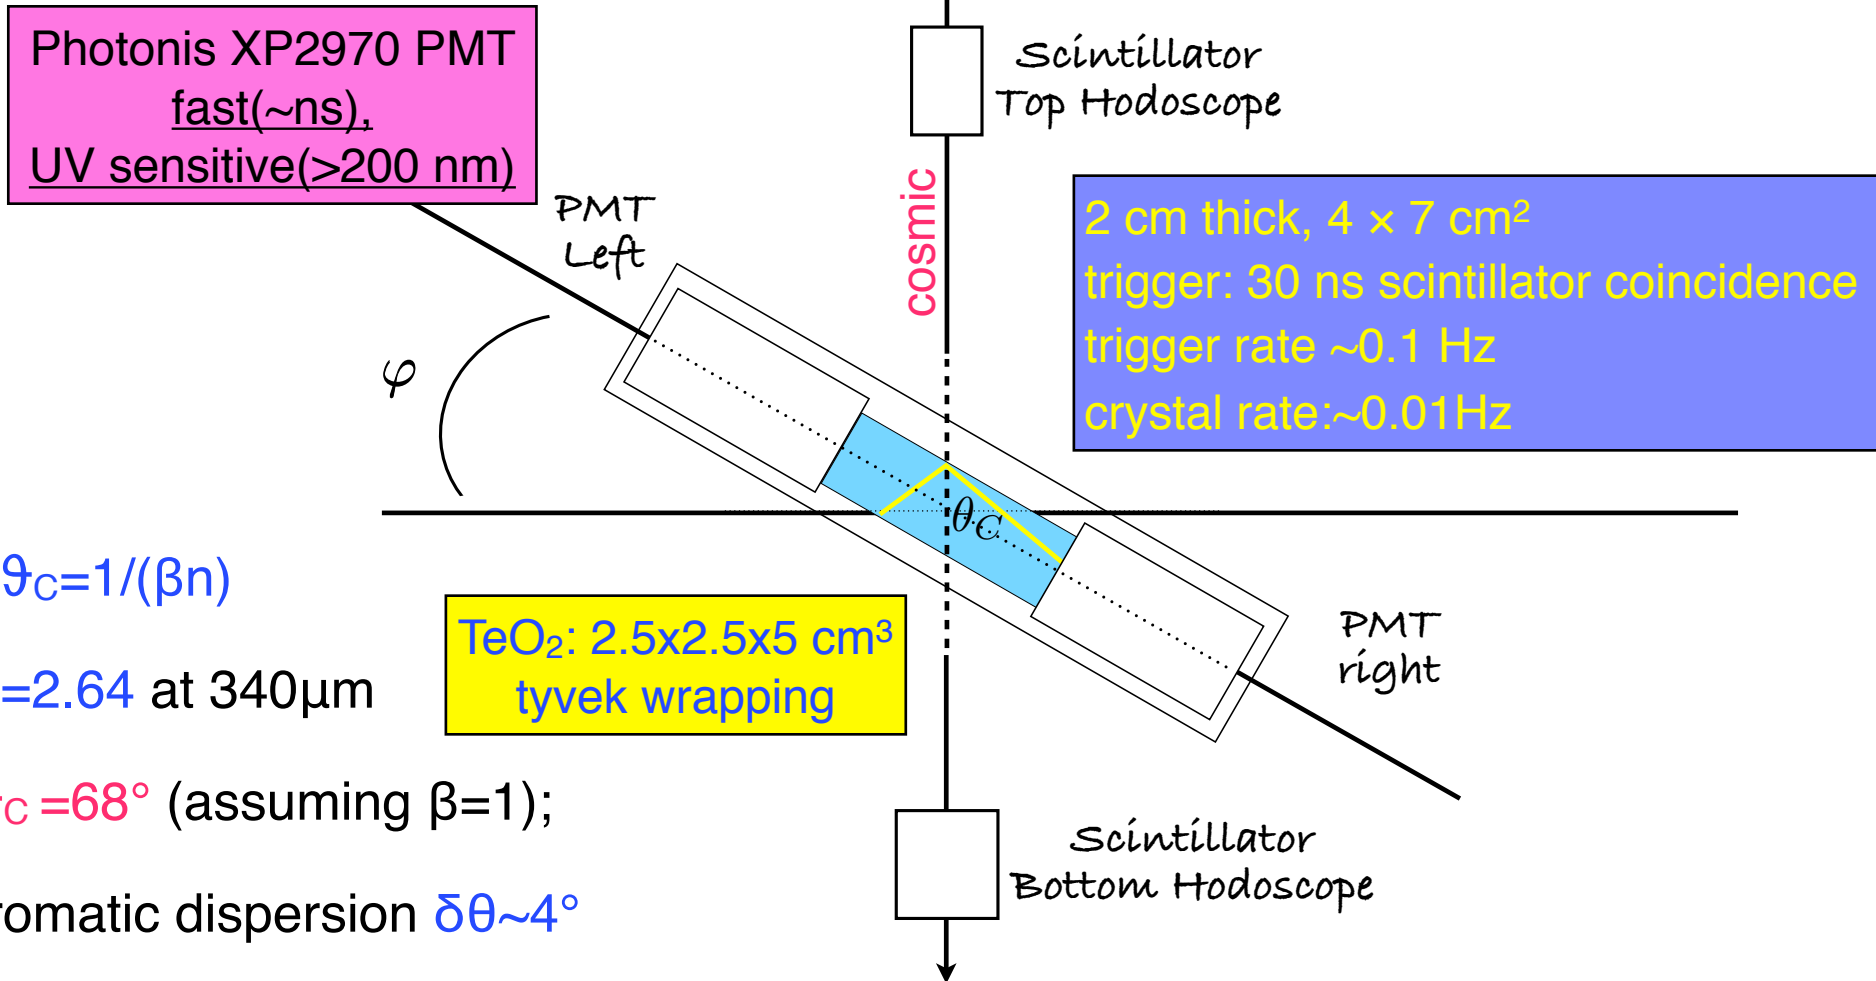 Photonis XP2970 PMT
fast(~ns),
UV sensitive(>200 nm)
PMT
Left
Scintillator
Top Hodoscope
cosmic
2 cm thick, 4 × 7 cm²
trigger: 30 ns scintillator coincidence
trigger rate ~0.1 Hz
crystal rate:~0.01Hz
φ
θC
ϑC=1/(βn)
=2.64 at 340μm
C =68° (assuming β=1);
romatic dispersion δθ~4°
TeO₂: 2.5x2.5x5 cm³
tyvek wrapping
PMT
right
Scintillator
Bottom Hodoscope